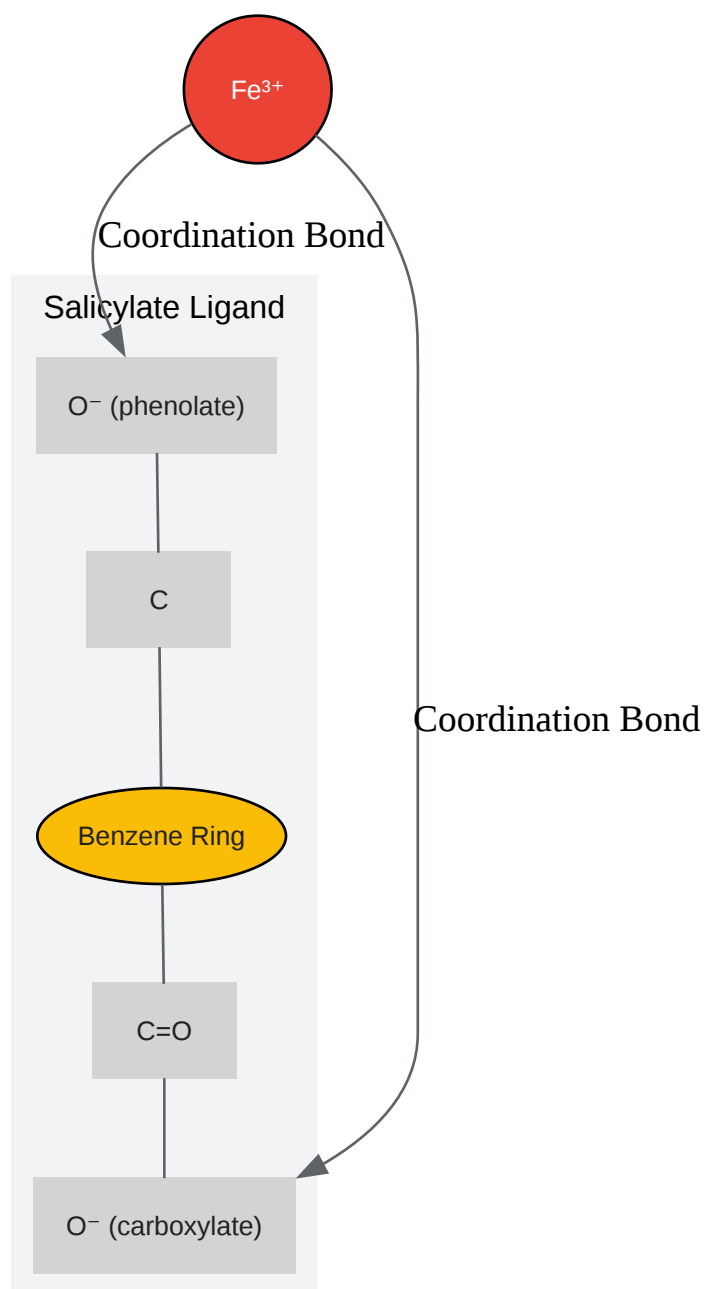 Fe³⁺
Coordination Bond
Salicylate Ligand
O⁻ (phenolate)
C
Coordination Bond
Benzene Ring
C=O
O⁻ (carboxylate)